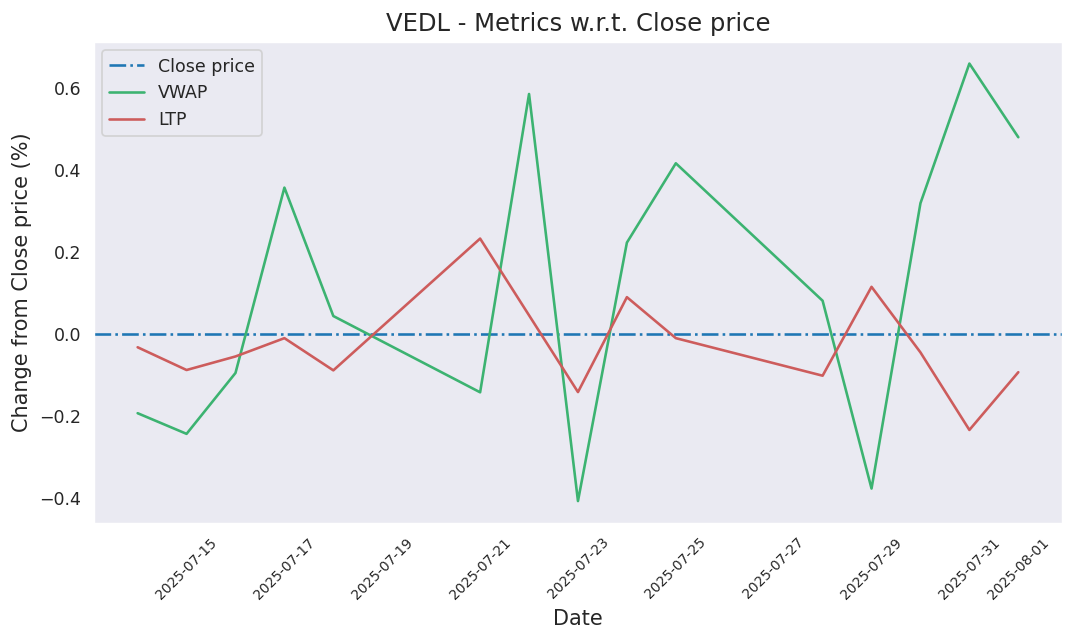 VEDL - Metrics w.r.t. Close price
Close price
VWAP
LTP
Change from Close price (%)
0.6
0.4
0.2
0.0
−0.2
−0.4
2025-07-15
2025-07-17
2025-07-19
2025-07-21
2025-07-23
2025-07-25
2025-07-27
2025-07-29
2025-07-31
2025-08-01
Date